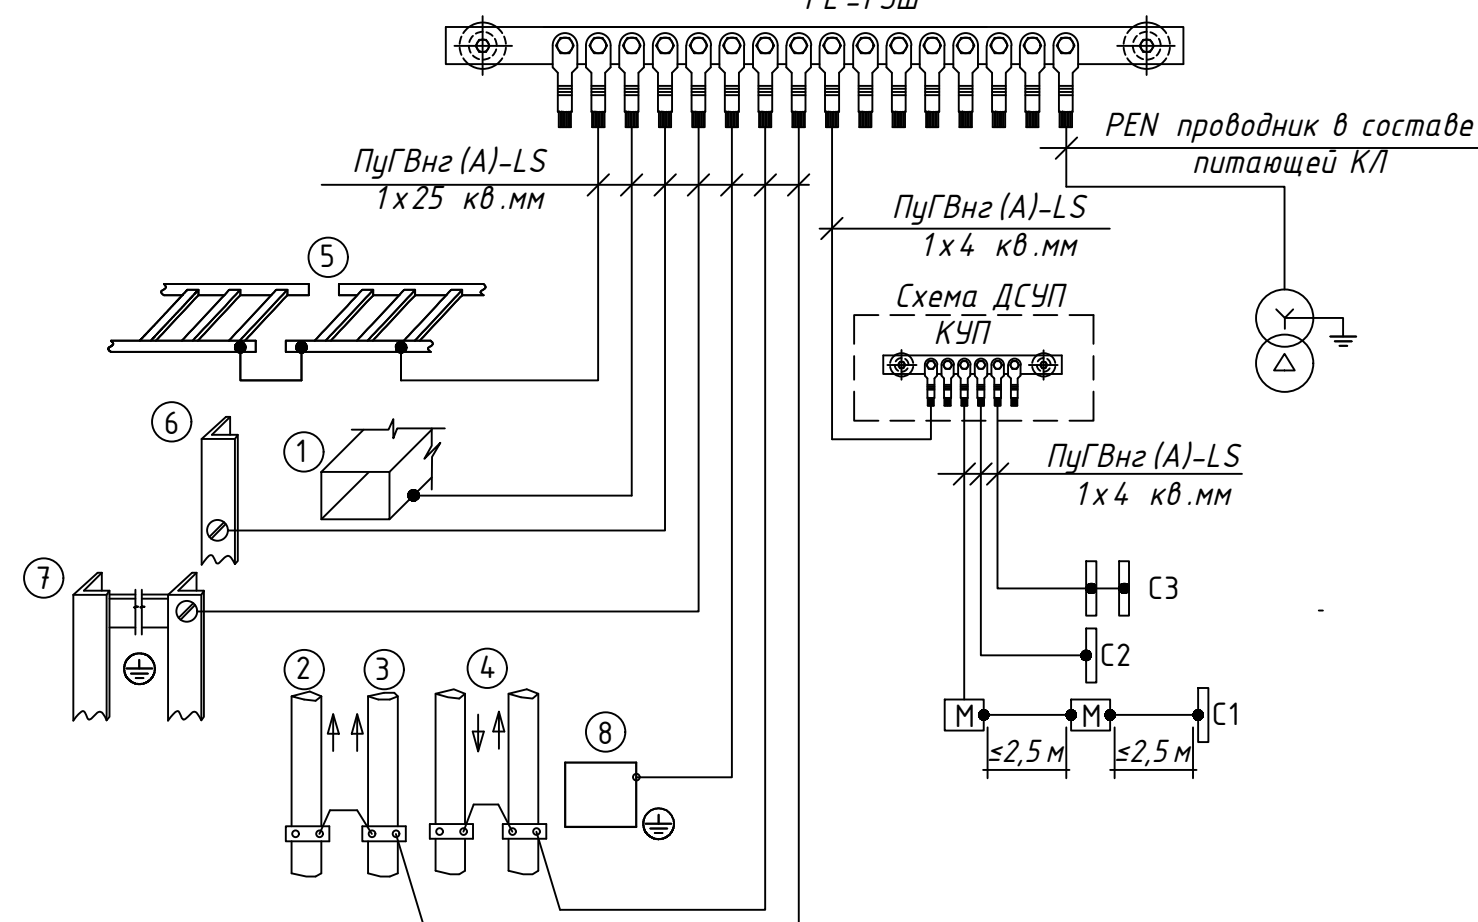 РЕ-ГЗШ
PEN проводник в составе
питающей КЛ
ПуГВнг(А)-LS
1х25 кв.мм
ПуГВнг(А)-LS
1х4 кв.мм
5
Схема ДСУП
КУП
6
1
ПуГВнг(А)-LS
1х4 кв.мм
7
С3
2
3
4
С2
8
М
М
С1
≤2,5 м
≤2,5 м